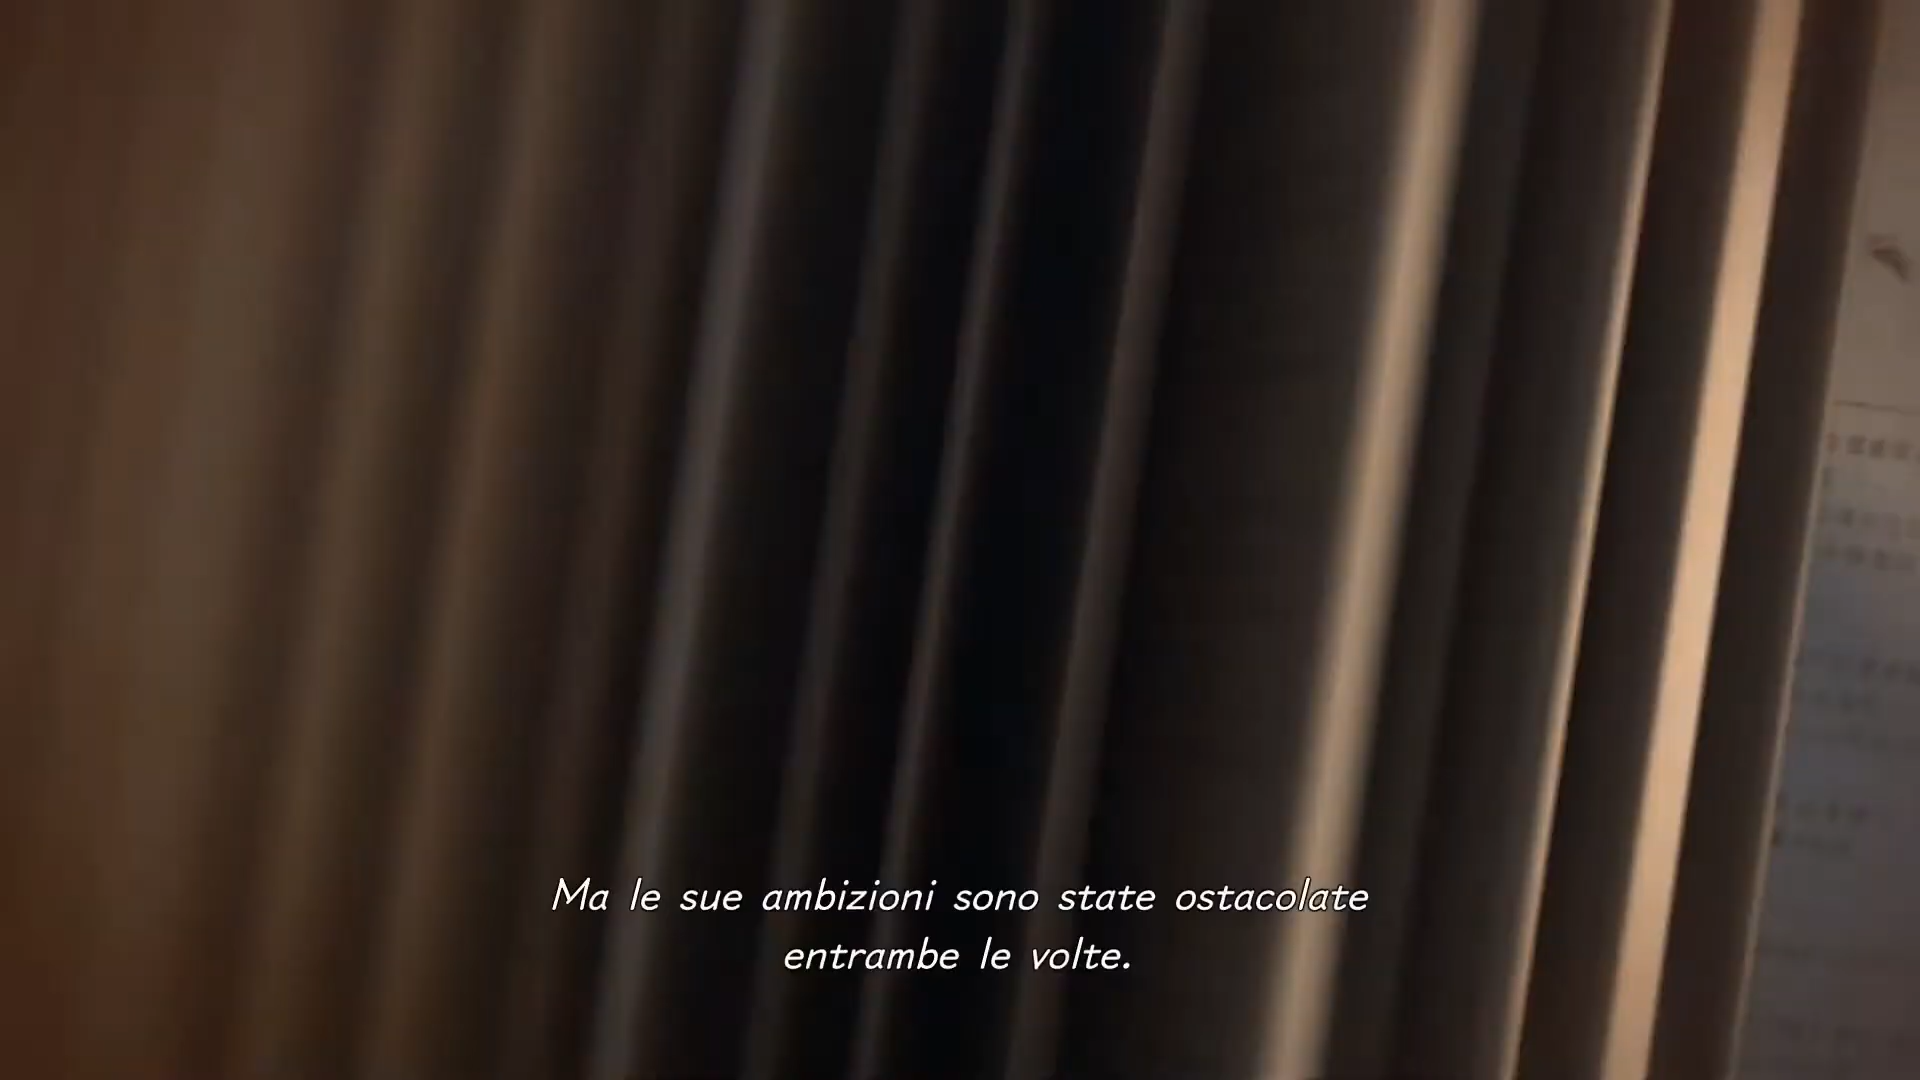 Ma le sue ambizioni sono state ostacolate
entrambe le volte.